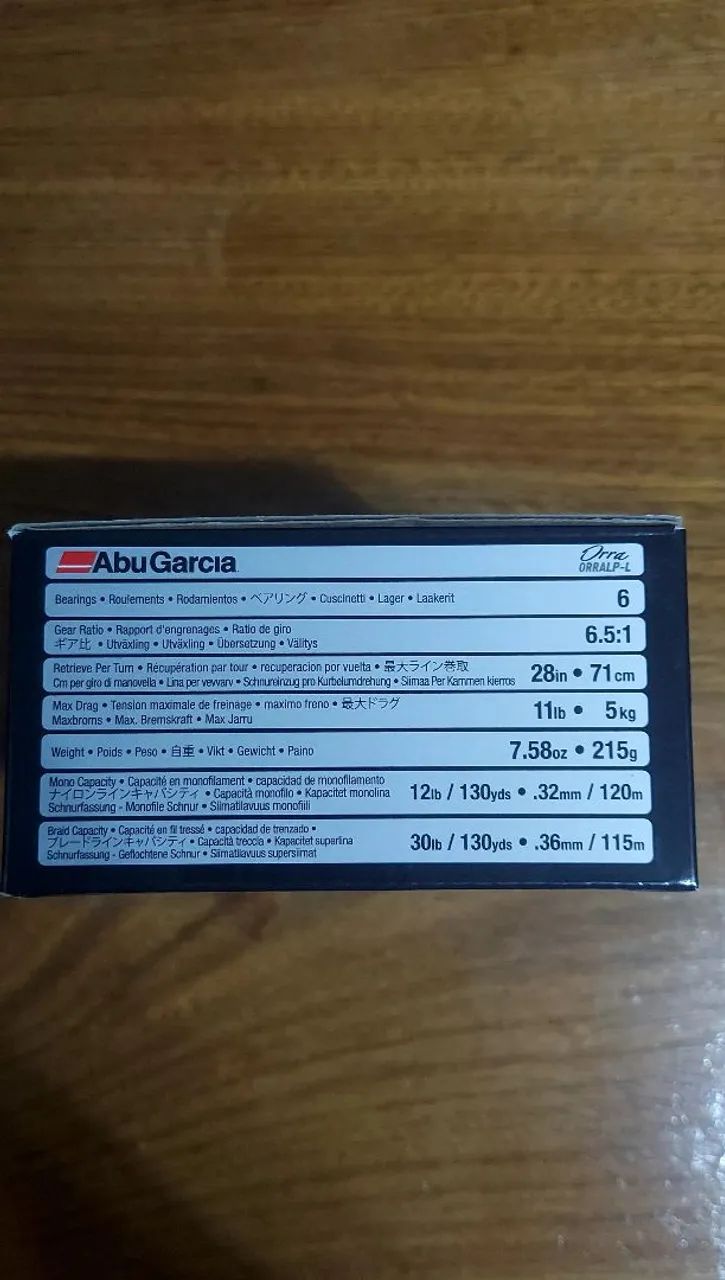 AbuGarcia
Orra
ORRALP-L
Bearings • Roulements • Rodamientos • ベアリング • Cuscinetti • Lager • Laakerit 6
Gear Ratio • Rapport d'engrenages • Ratio de giro
ギア比 • Utväxling • Utväxling • Übersetzung • Välitys 6.5:1
Retrieve Per Turn • Récupération par tour • recuperacion por vuelta • 最大ライン巻取
Cm per giro di manovella • Lina per vevvarv • Schnureinzug pro Kurbelumdrehung • Siimaa Per Kammen kierros 28in • 71cm
Max Drag • Tension maximale de freinage • maximo freno • 最大ドラグ
Maxbroms • Max. Bremskraft • Max Jarru 11lb • 5kg
Weight • Poids • Peso • 自重 • Vikt • Gewicht • Paino 7.58oz • 215g
Mono Capacity • Capacité en monofilament • capacidad de monofilamento
ナイロンラインキャパシティ • Capacità monofilo • Kapacitet monolina 12lb / 130yds • .32mm / 120m
Schnurfassung - Monofile Schnur • Siimatilavuus monofiili
Braid Capacity • Capacité en fil tressé • capacidad de trenzado •
ブレードラインキャパシティ • Capacità treccia • Kapacitet superlina 30lb / 130yds • .36mm / 115m
Schnurfassung - Geflochtene Schnur • Siimatilavuus supersiimat